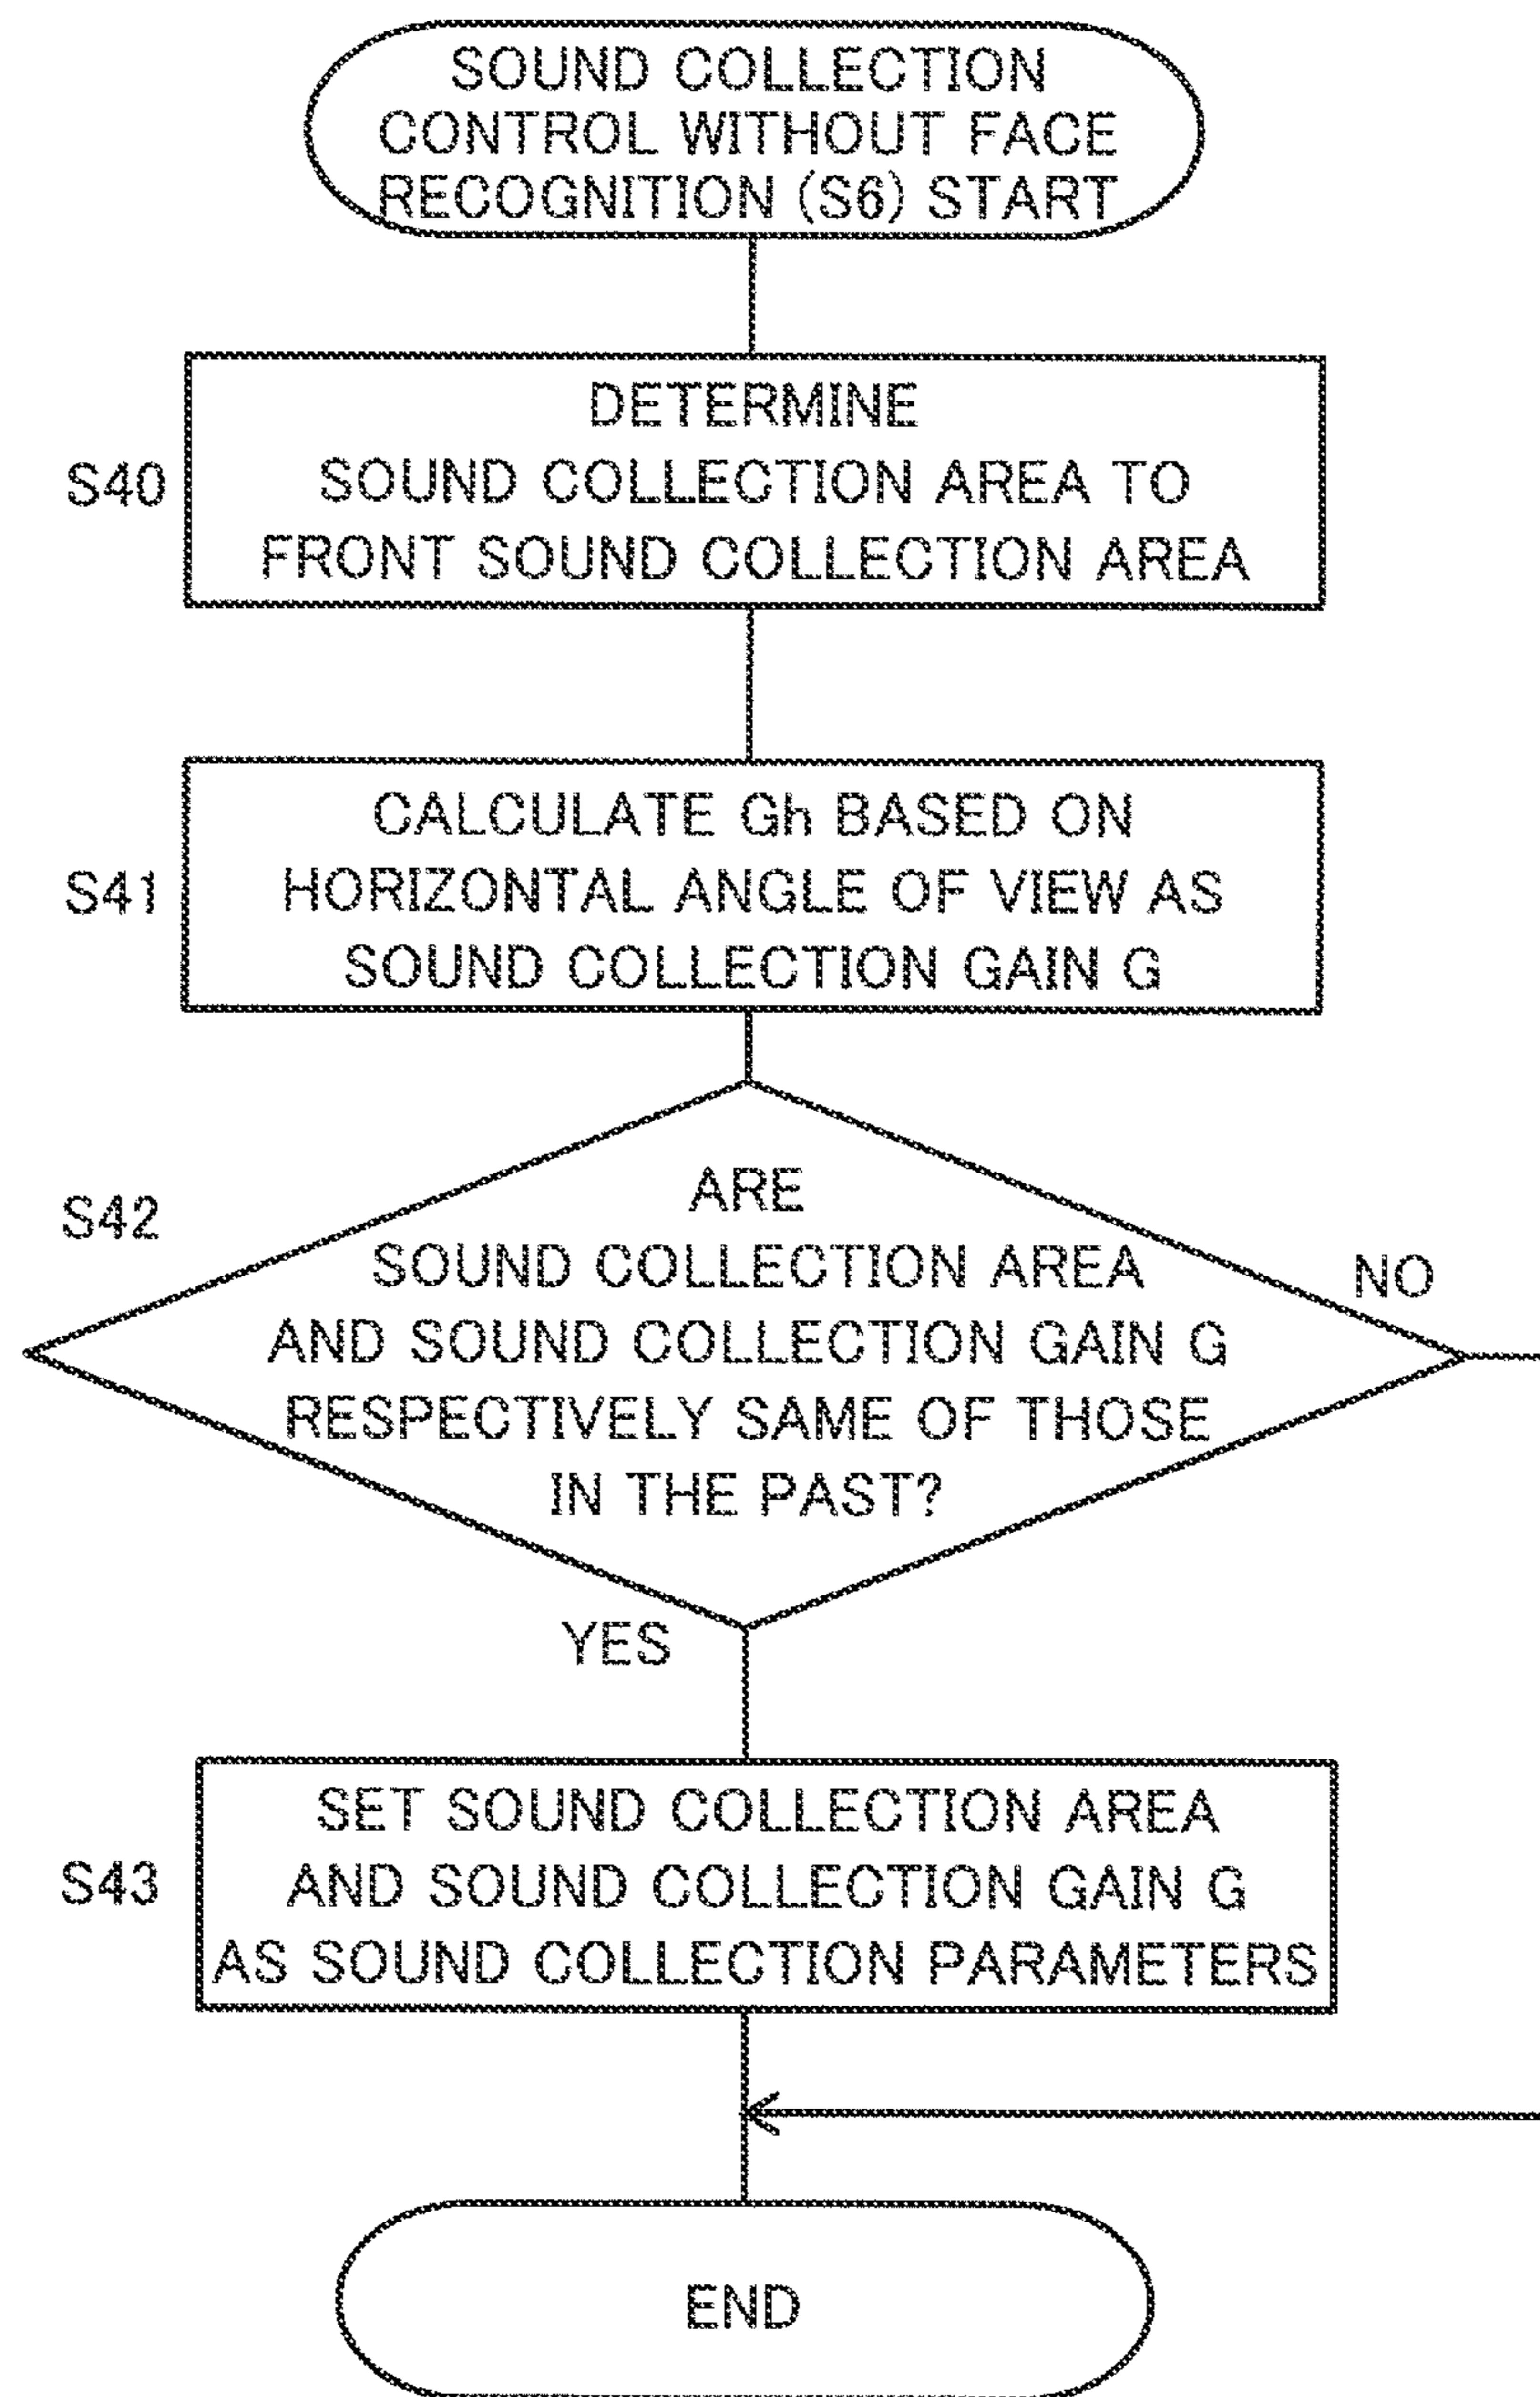 SOUND COLLECTION
CONTROL WITHOUT FACE
RECOGNITION (S6) START
DETERMINE
S40
SOUND COLLECTION AREA TO
FRONT SOUND COLLECTION AREA
CALCULATE Gh BASED ON
S41
HORIZONTAL ANGLE OF VIEW AS
SOUND COLLECTION GAIN G
ARE
S42
SOUND COLLECTION AREA
NO
AND SOUND COLLECTION GAIN G
RESPECTIVELY SAME OF THOSE
IN THE PAST?
YES
SET SOUND COLLECTION AREA
S43
AND SOUND COLLECTION GAIN G
AS SOUND COLLECTION PARAMETERS
END